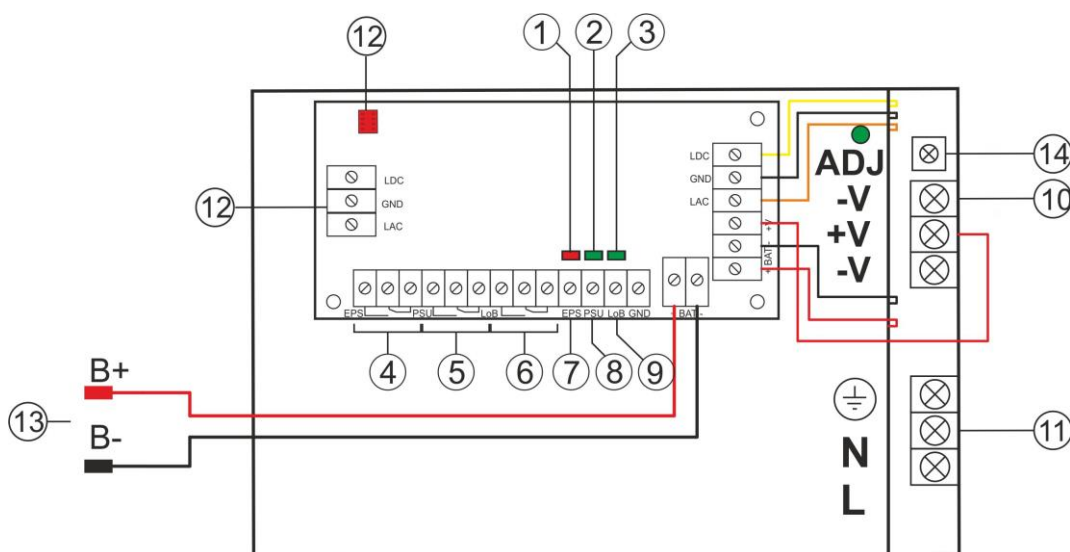 1 2 3
12
LDC
GND
LAC
12
LDC
GND
LAC
+V
+ BAT -
ADJ
-V
+V
-V
14
10
EPS PSU LoB EPS PSU LoB GND
+ BAT -
4 5 6 7 8 9
B+
13
B-
N
L
11